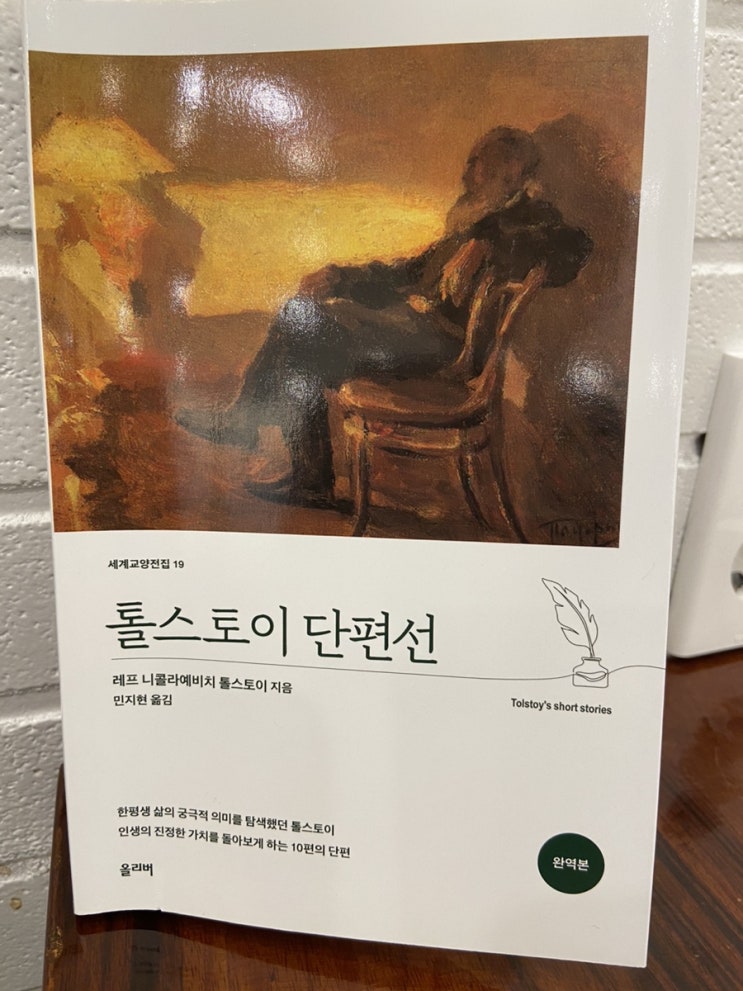 세계교양전집 19
톨스토이 단편선
레프 니콜라예비치 톨스토이 지음
민지현 옮김
Tolstoy's short stories
한평생 삶의 궁극적 의미를 탐색했던 톨스토이
인생의 진정한 가치를 돌아보게 하는 10편의 단편
올리버
완역본